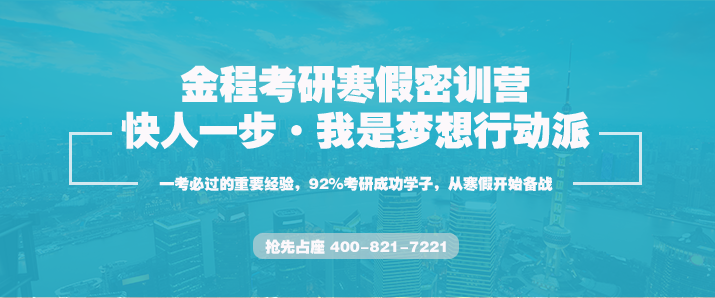 金程考研寒假密训营
快人一步·我是梦想行动派
一考必过的重要经验，92%考研成功学子，从寒假开始备战
抢先占座 400-821-7221